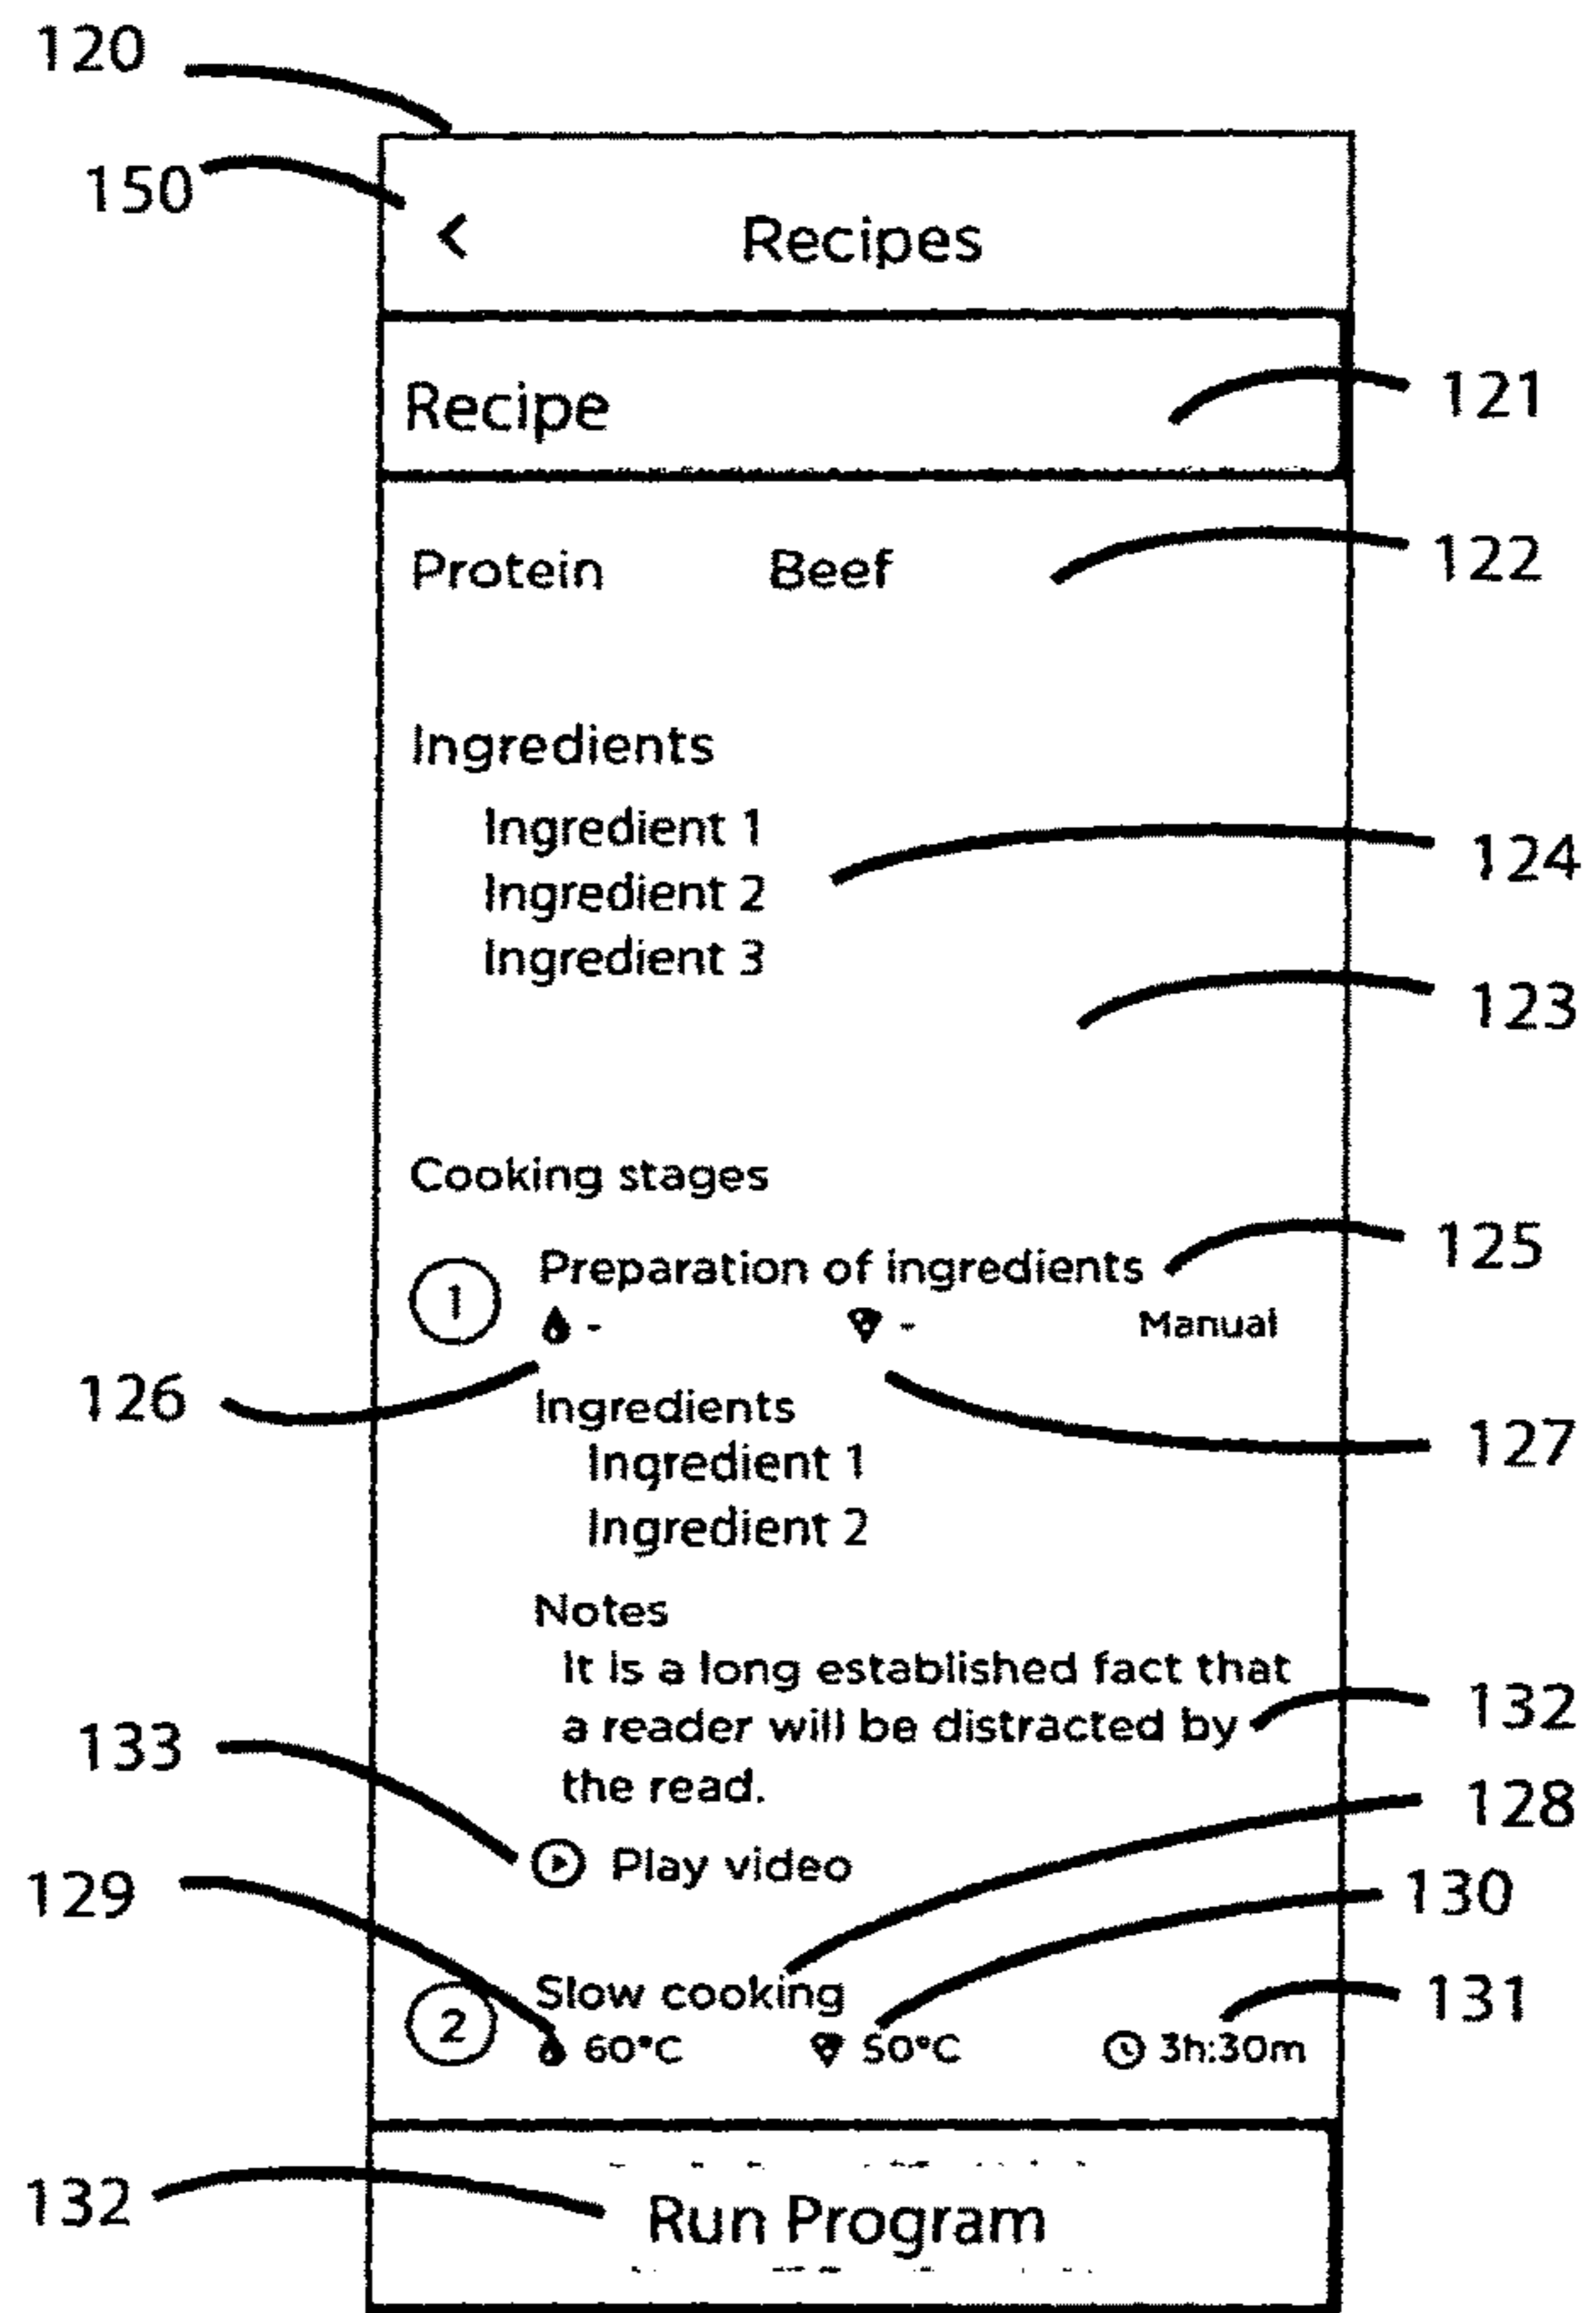 120
150
< Recipes
Recipe 121
Protein Beef 122
Ingredients
Ingredient 1
124
Ingredient 2
Ingredient 3
123
Cooking stages
125
1 Preparation of ingredients
- - Manual
126
Ingredients
127
Ingredient 1
Ingredient 2
Notes
It is a long established fact that
132
a reader will be distracted by
133
the read.
128
Play video
129
130
Slow cooking
131
2
60°C 50°C 3h:30m
132
Run Program